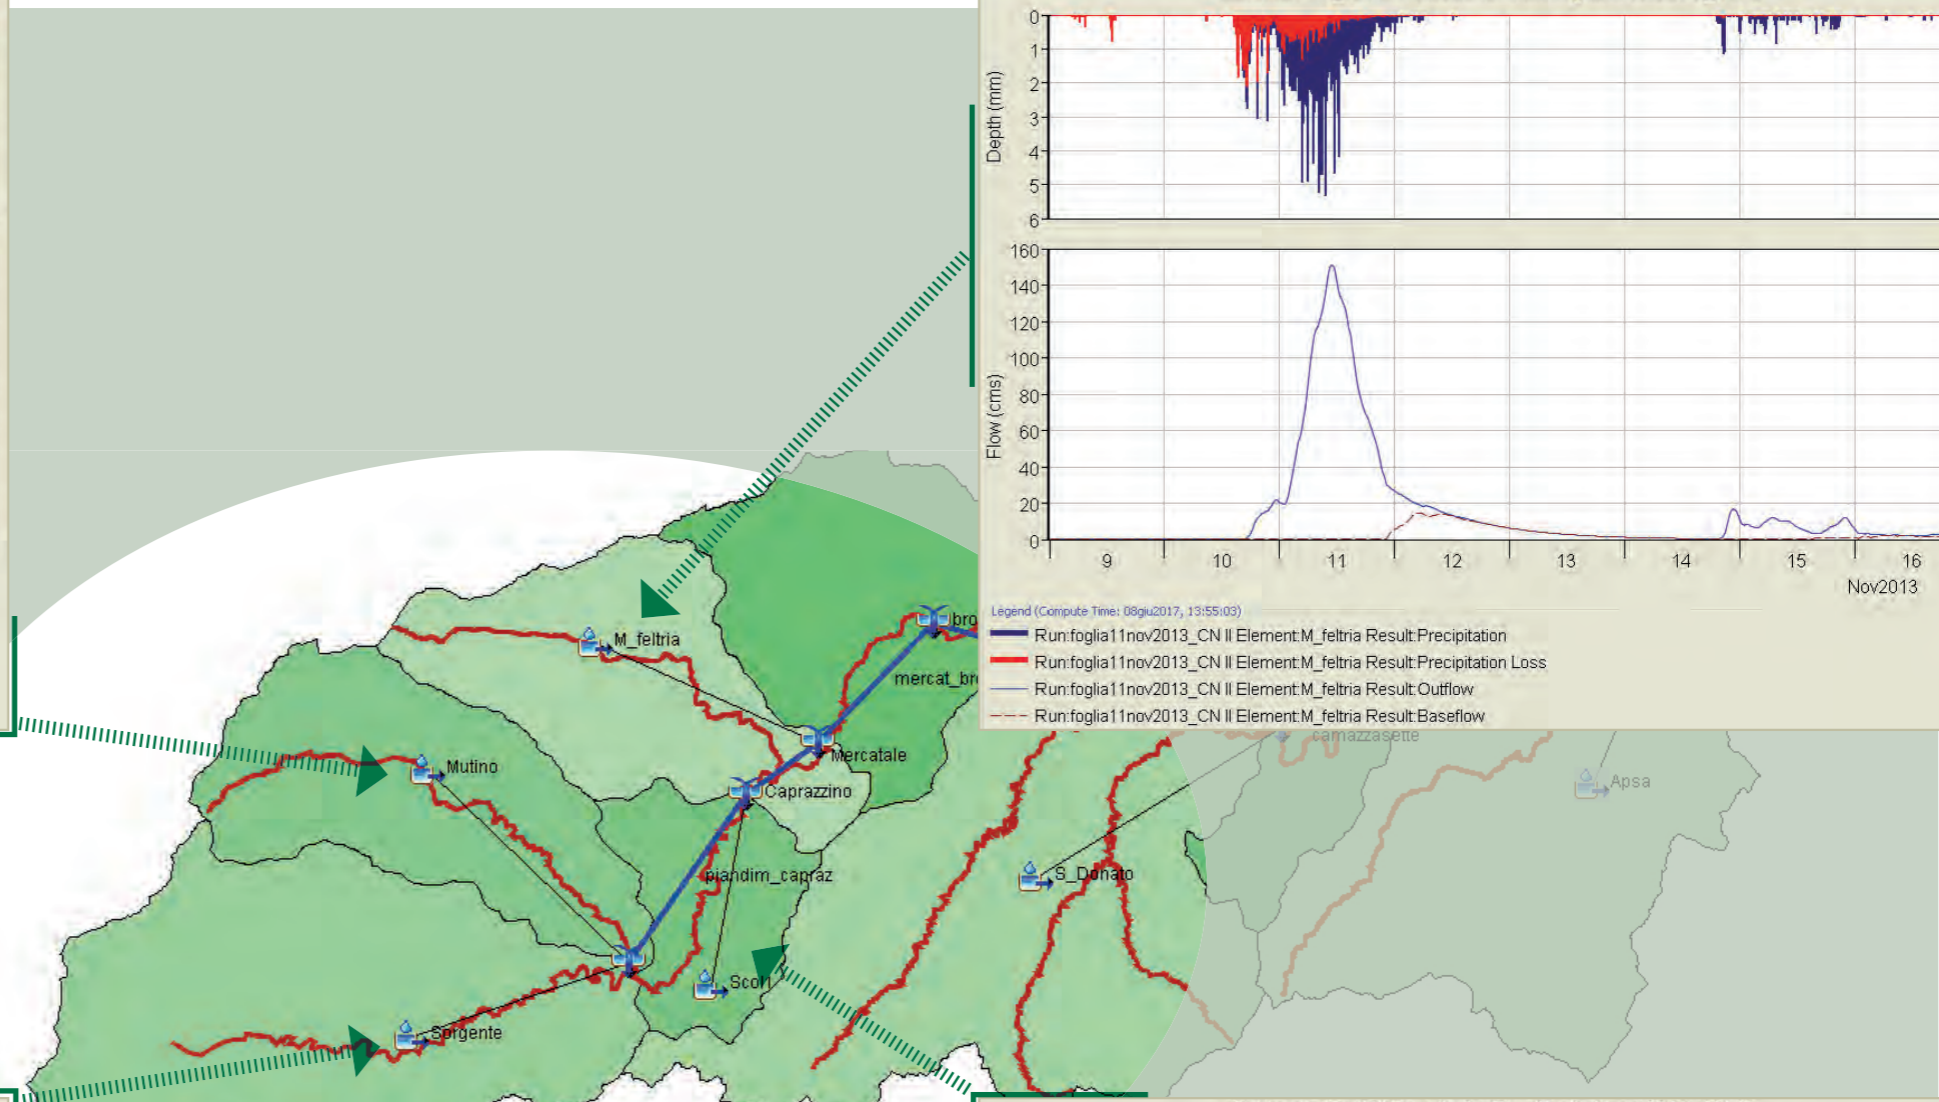 0
1
2
3
4
5
6
Depth (mm)
160
140
120
100
80
60
40
20
0
Flow (cms)
9 10 11 12 13 14 15 16
Nov2013
Legend (Compute Time: 08giu2017, 13:55:03)
Run:foglia11nov2013_CN II Element:M_feltria Result:Precipitation
Run:foglia11nov2013_CN II Element:M_feltria Result:Precipitation Loss
Run:foglia11nov2013_CN II Element:M_feltria Result:Outflow
Run:foglia11nov2013_CN II Element:M_feltria Result:Baseflow
M_feltria
bro
mercat_bro
Mercatale
camazzasette
Mutino
Caprazzino
Apsa
piandim_capraz
S_Donato
Scol1
Sorgente